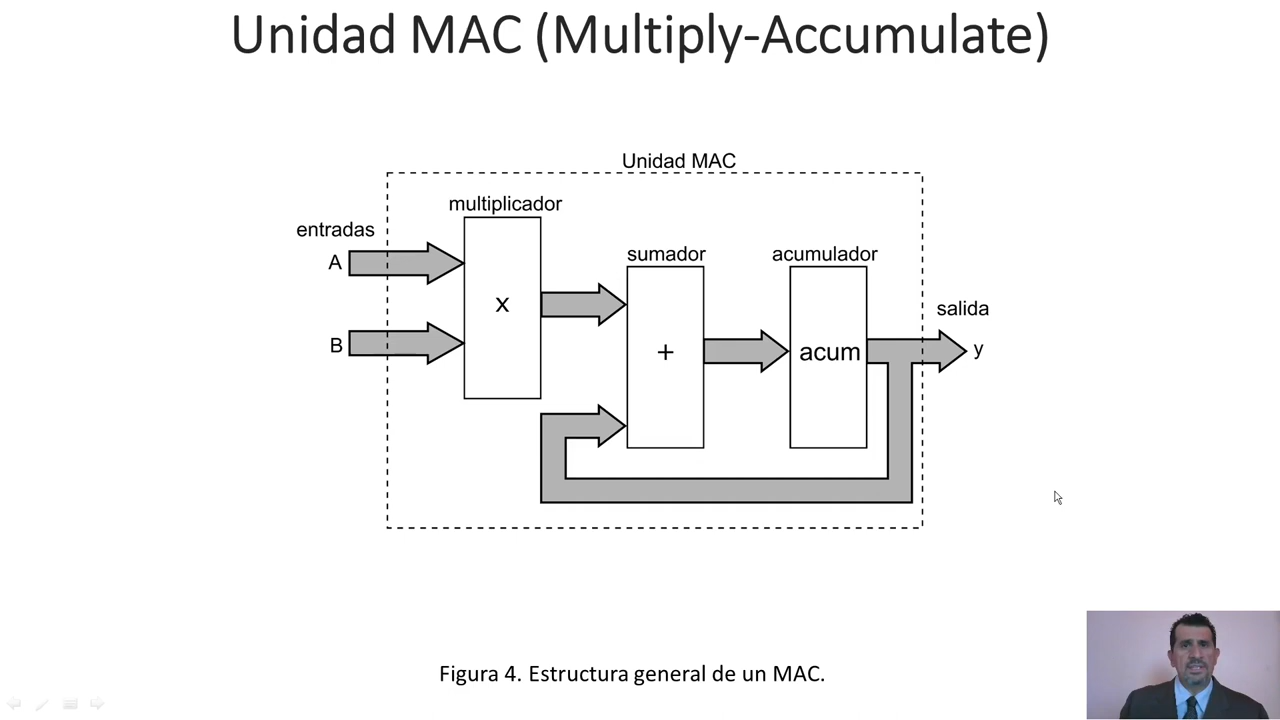 Unidad MAC (Multiply-Accumulate)
Unidad MAC
multiplicador
entradas
A
B
x
sumador
+
acumulador
acum
salida
y
Figura 4. Estructura general de un MAC.